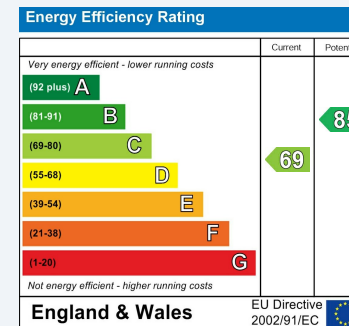 Energy Efficiency Rating
Current
Very energy efficient - lower running costs
(92 plus) A
(81-91) B
(69-80) C
69
(55-68) D
(39-54) E
(21-38) F
(1-20) G
Not energy efficient - higher running costs
England & Wales
EU Directive
2002/91/EC